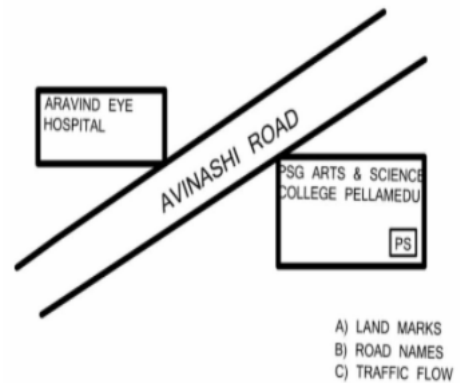 ARAVIND EYE
HOSPITAL
AVINASHI ROAD
PSG ARTS & SCIENCE
COLLEGE PELLAMEDU
PS
A) LAND MARKS
B) ROAD NAMES
C) TRAFFIC FLOW